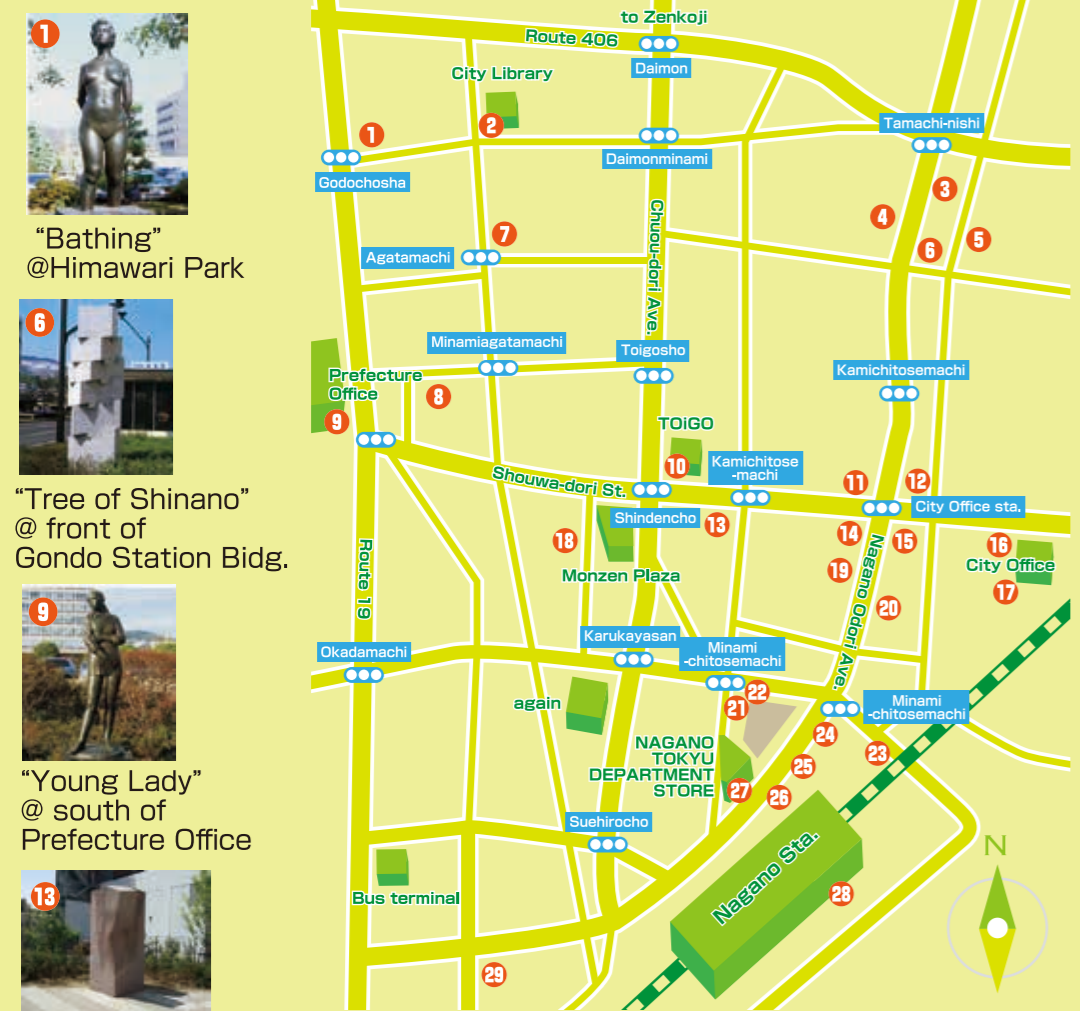 1
“Bathing”
@Himawari Park
6
“Tree of Shinano”
@ front of
Gondo Station Bidg.
9
“Young Lady”
@ south of
Prefecture Office
13
to Zenkoji
Route 406
Daimon
City Library
2
1
Godochosha
Daimonminami
Tamachi-nishi
3
4
5
6
7
Agatamachi
Chuou-dori Ave.
Minamiagatamachi
Toigosho
Kamichitosemachi
Prefecture
Office
8
9
TOiGO
10
Kamichitose
-machi
11
12
Shouwa-dori St.
City Office sta.
Shindencho
13
14
15
16
City Office
17
18
Monzen Plaza
19
20
Route 19
Nagano Odori Ave.
Okadamachi
Karukayasan
Minami
-chitosemachi
22
21
again
Minami
-chitosemachi
24
23
NAGANO
TOKYU
DEPARTMENT
STORE
25
27
26
Suehirocho
Nagano Sta.
28
Bus terminal
29
N